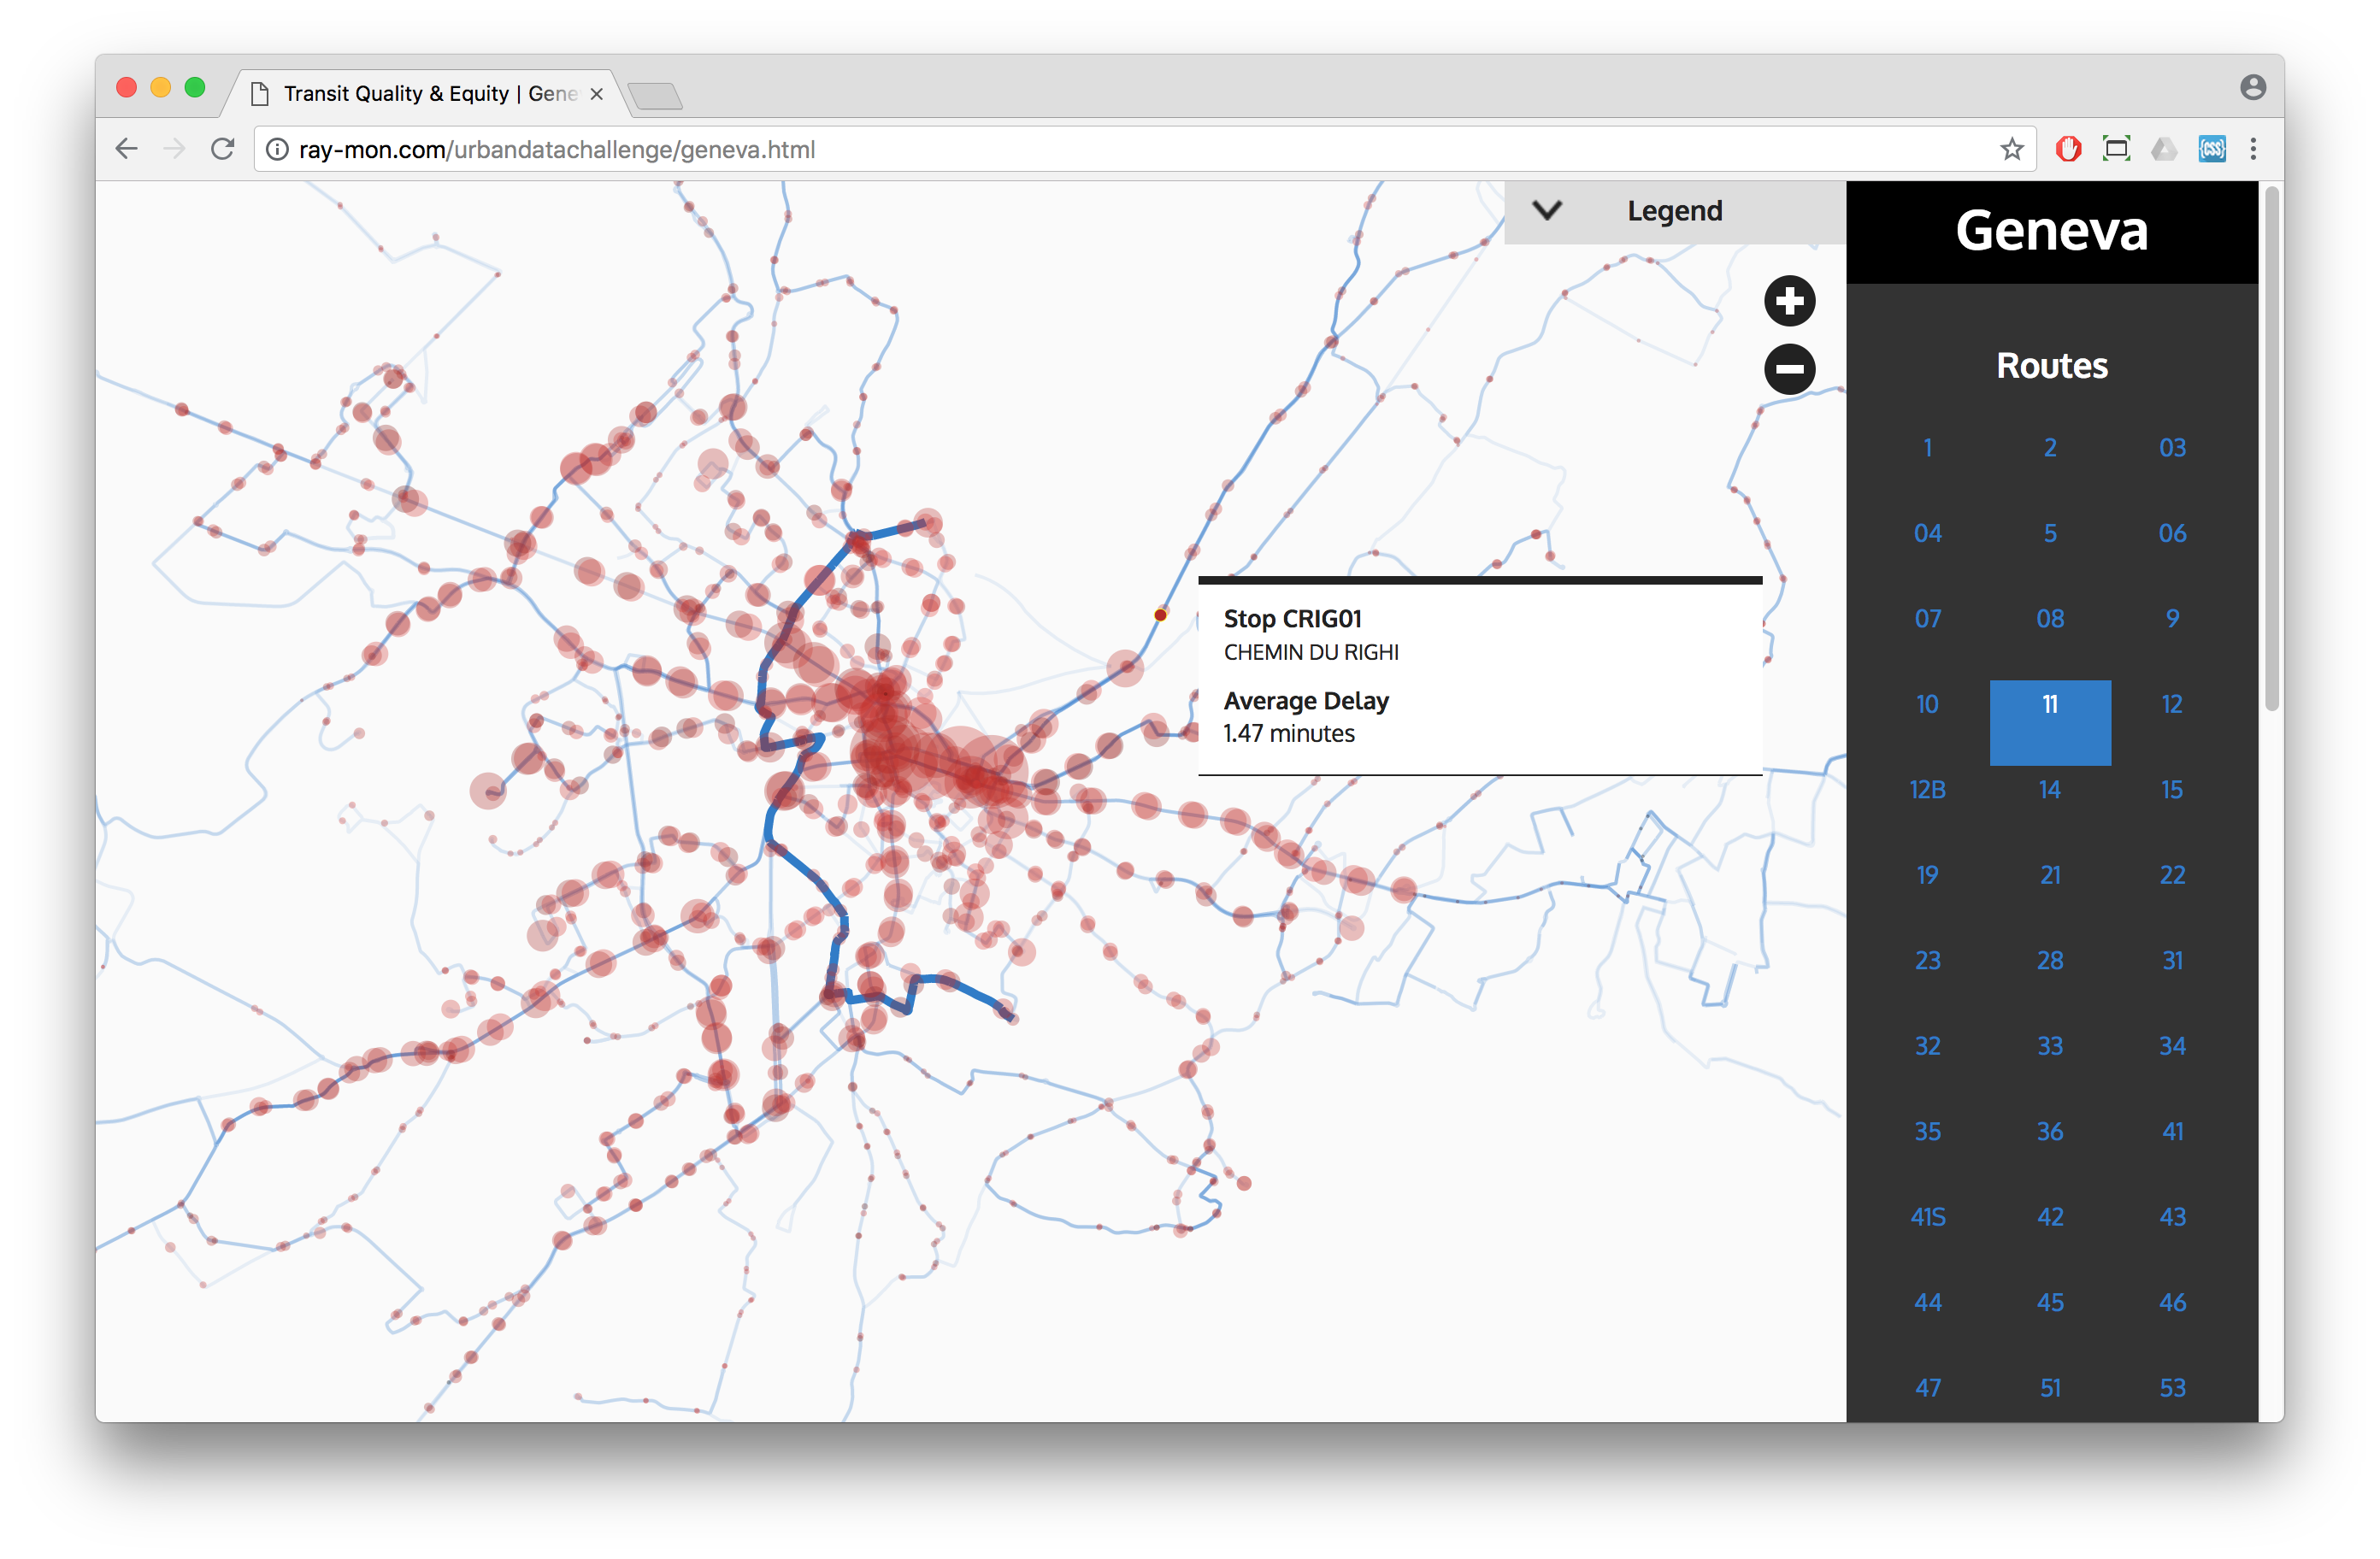 Transit Quality & Equity | Gene
ray-mon.com/urbandatachallenge/geneva.html
{CSS}
Legend
Geneva
Routes
1 2 03
04 5 06
07 08 9
10 11 12
12B 14 15
19 21 22
23 28 31
32 33 34
35 36 41
41S 42 43
44 45 46
47 51 53
Stop CRIG01
CHEMIN DU RIGHI
Average Delay
1.47 minutes